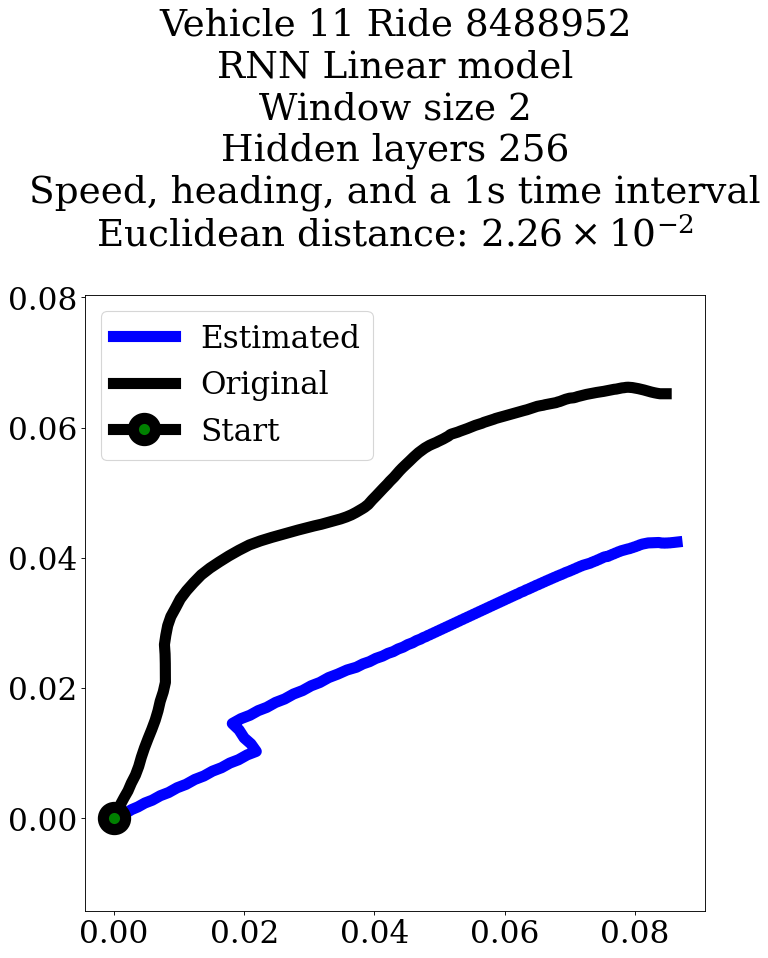 Vehicle 11 Ride 8488952
RNN Linear model
Window size 2
Hidden layers 256
Speed, heading, and a 1s time interval
Euclidean distance: 2.26 × 10⁻²
0.08
0.06
0.04
0.02
0.00
Estimated
Original
Start
0.00 0.02 0.04 0.06 0.08